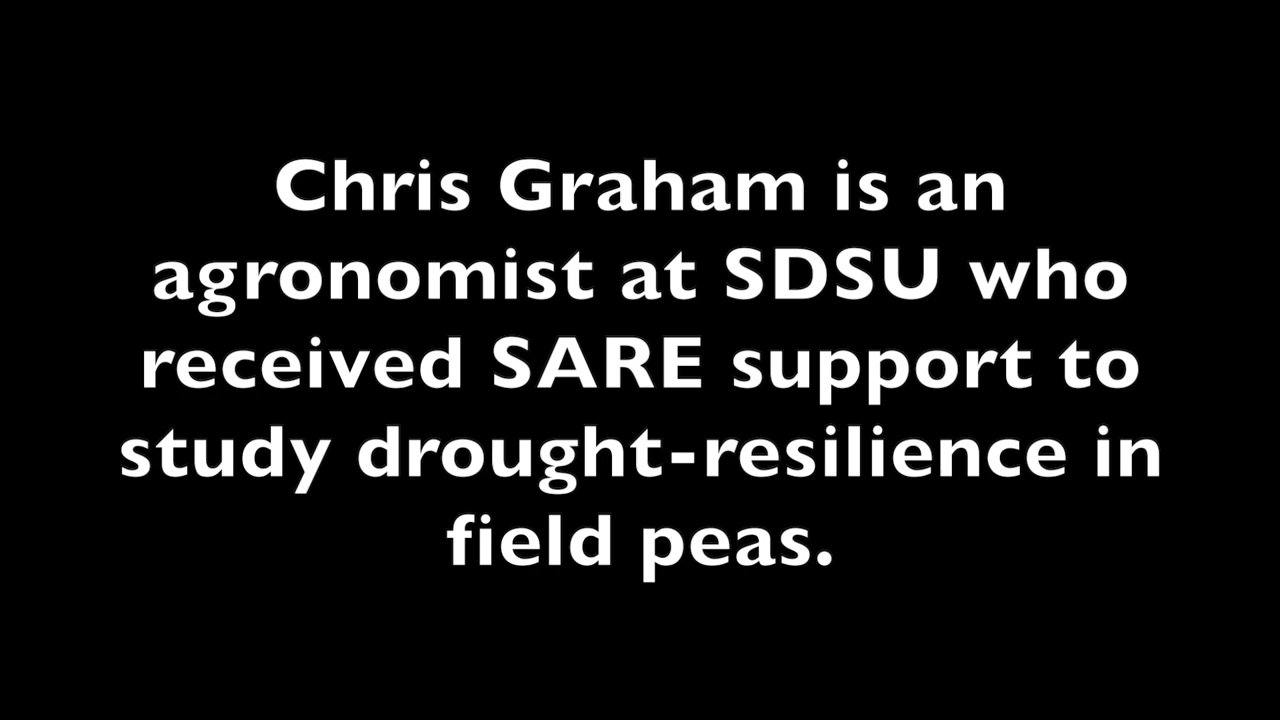 Chris Graham is an
agronomist at SDSU who
received SARE support to
study drought-resilience in
field peas.